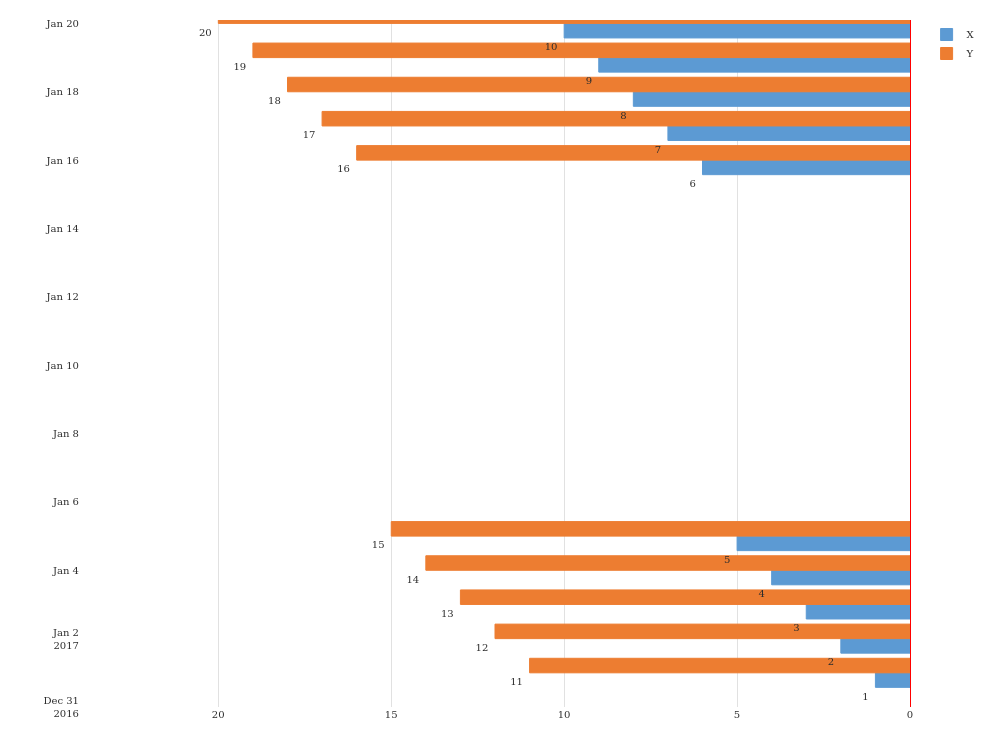 Jan 20
20
10
19
9
Jan 18
18
8
17
7
Jan 16
16
6
Jan 14
Jan 12
Jan 10
Jan 8
Jan 6
15
5
Jan 4
14
4
13
3
Jan 2
2017
12
2
11
1
Dec 31
2016
20 15 10 5 0
X
Y